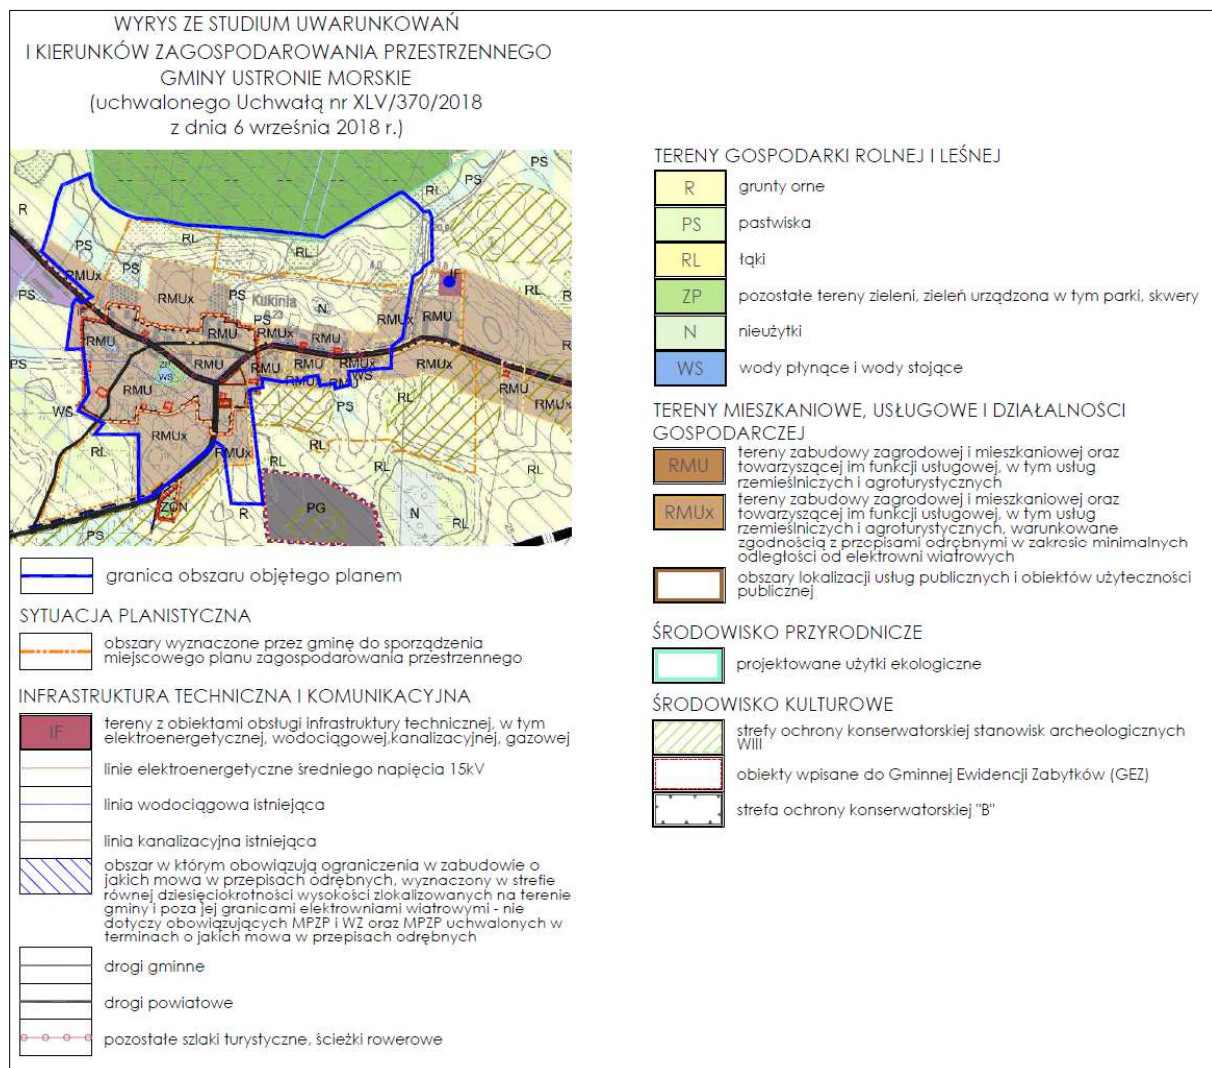 WYRYS ZE STUDIUM UWARUNKOWAŃ
I KIERUNKÓW ZAGOSPODAROWANIA PRZESTRZENNEGO
GMINY USTRONIE MORSKIE
(uchwalonego Uchwałą nr XLV/370/2018
z dnia 6 września 2018 r.)
PS
RL
PS
R
RL
PS
RL
PS
RMUx
PS
IF
RL
RMUx
Kukinia
N
PS
RMUx
RMU
RMU
RMU
RMUx
RMU
RMU
RMUx
RMU
RMU
RMU
RMUx
RMUx
PS
ZP
WS
RMU
WS
PS
WS
RMUx
RL
RL
RMUx
RL
RL
ZCN
R
PG
N
RL
granica obszaru objętego planem
SYTUACJA PLANISTYCZNA
obszary wyznaczone przez gminę do sporządzenia
miejscowego planu zagospodarowania przestrzennego
INFRASTRUKTURA TECHNICZNA I KOMUNIKACYJNA
IF
tereny z obiektami obsługi infrastruktury technicznej, w tym
elektroenergetycznej, wodociągowej,kanalizacyjnej, gazowej
linie elektroenergetyczne średniego napięcia 15kV
linia wodociągowa istniejąca
linia kanalizacyjna istniejąca
obszar w którym obowiązują ograniczenia w zabudowie o
jakich mowa w przepisach odrębnych, wyznaczony w strefie
równej dziesięciokrotności wysokości zlokalizowanych na terenie
gminy i poza jej granicami elektrowniami wiatrowymi - nie
dotyczy obowiązujących MPZP i WZ oraz MPZP uchwalonych w
terminach o jakich mowa w przepisach odrębnych
drogi gminne
drogi powiatowe
pozostałe szlaki turystyczne, ścieżki rowerowe
TERENY GOSPODARKI ROLNEJ I LEŚNEJ
R grunty orne
PS pastwiska
RL łąki
ZP pozostałe tereny zieleni, zieleń urządzona w tym parki, skwery
N nieużytki
WS wody płynące i wody stojące
TERENY MIESZKANIOWE, USŁUGOWE I DZIAŁALNOŚCI
GOSPODARCZEJ
RMU
tereny zabudowy zagrodowej i mieszkaniowej oraz
towarzyszącej im funkcji usługowej, w tym usług
rzemieślniczych i agroturystycznych
RMUx
tereny zabudowy zagrodowej i mieszkaniowej oraz
towarzyszącej im funkcji usługowej, w tym usług
rzemieślniczych i agroturystycznych, warunkowane
zgodnością z przepisami odrębnymi w zakresie minimalnych
odległości od elektrowni wiatrowych
obszary lokalizacji usług publicznych i obiektów użyteczności
publicznej
ŚRODOWISKO PRZYRODNICZE
projektowane użytki ekologiczne
ŚRODOWISKO KULTUROWE
strefy ochrony konserwatorskiej stanowisk archeologicznych
WIII
obiekty wpisane do Gminnej Ewidencji Zabytków (GEZ)
strefa ochrony konserwatorskiej "B"